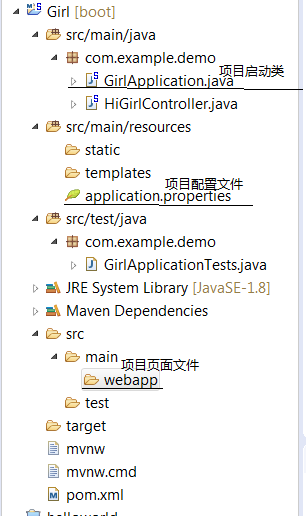 Girl [boot]
src/main/java
com.example.demo
项目启动类
GirlApplication.java
HiGirlController.java
src/main/resources
static
templates
项目配置文件
application.properties
src/test/java
com.example.demo
GirlApplicationTests.java
JRE System Library [JavaSE-1.8]
Maven Dependencies
src
main
项目页面文件
webapp
test
target
mvnw
mvnw.cmd
pom.xml